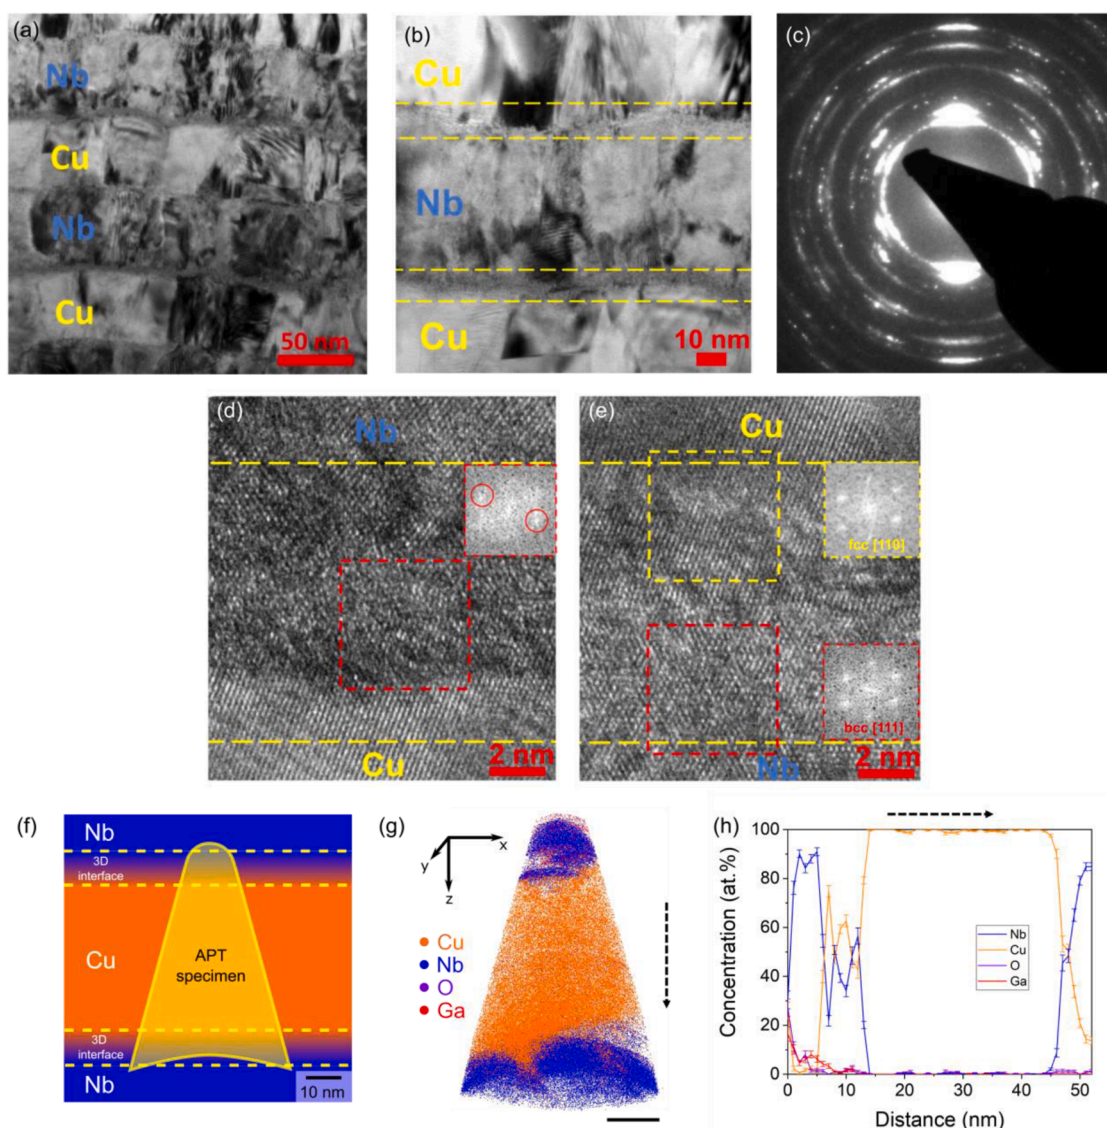 (a)
Nb
Cu
Nb
Cu
50 nm
(b)
Cu
Nb
Cu
10 nm
(c)
(d)
Nb
Cu
2 nm
(e)
Cu
fcc [110]
bcc [111]
Nb
2 nm
(f)
Nb
3D
interface
Cu
APT
specimen
3D
interface
Nb
10 nm
(g)
x
y
z
Cu
Nb
O
Ga
(h)
Concentration (at.%)
100
80
60
40
20
0
Nb
Cu
O
Ga
0 10 20 30 40 50
Distance (nm)